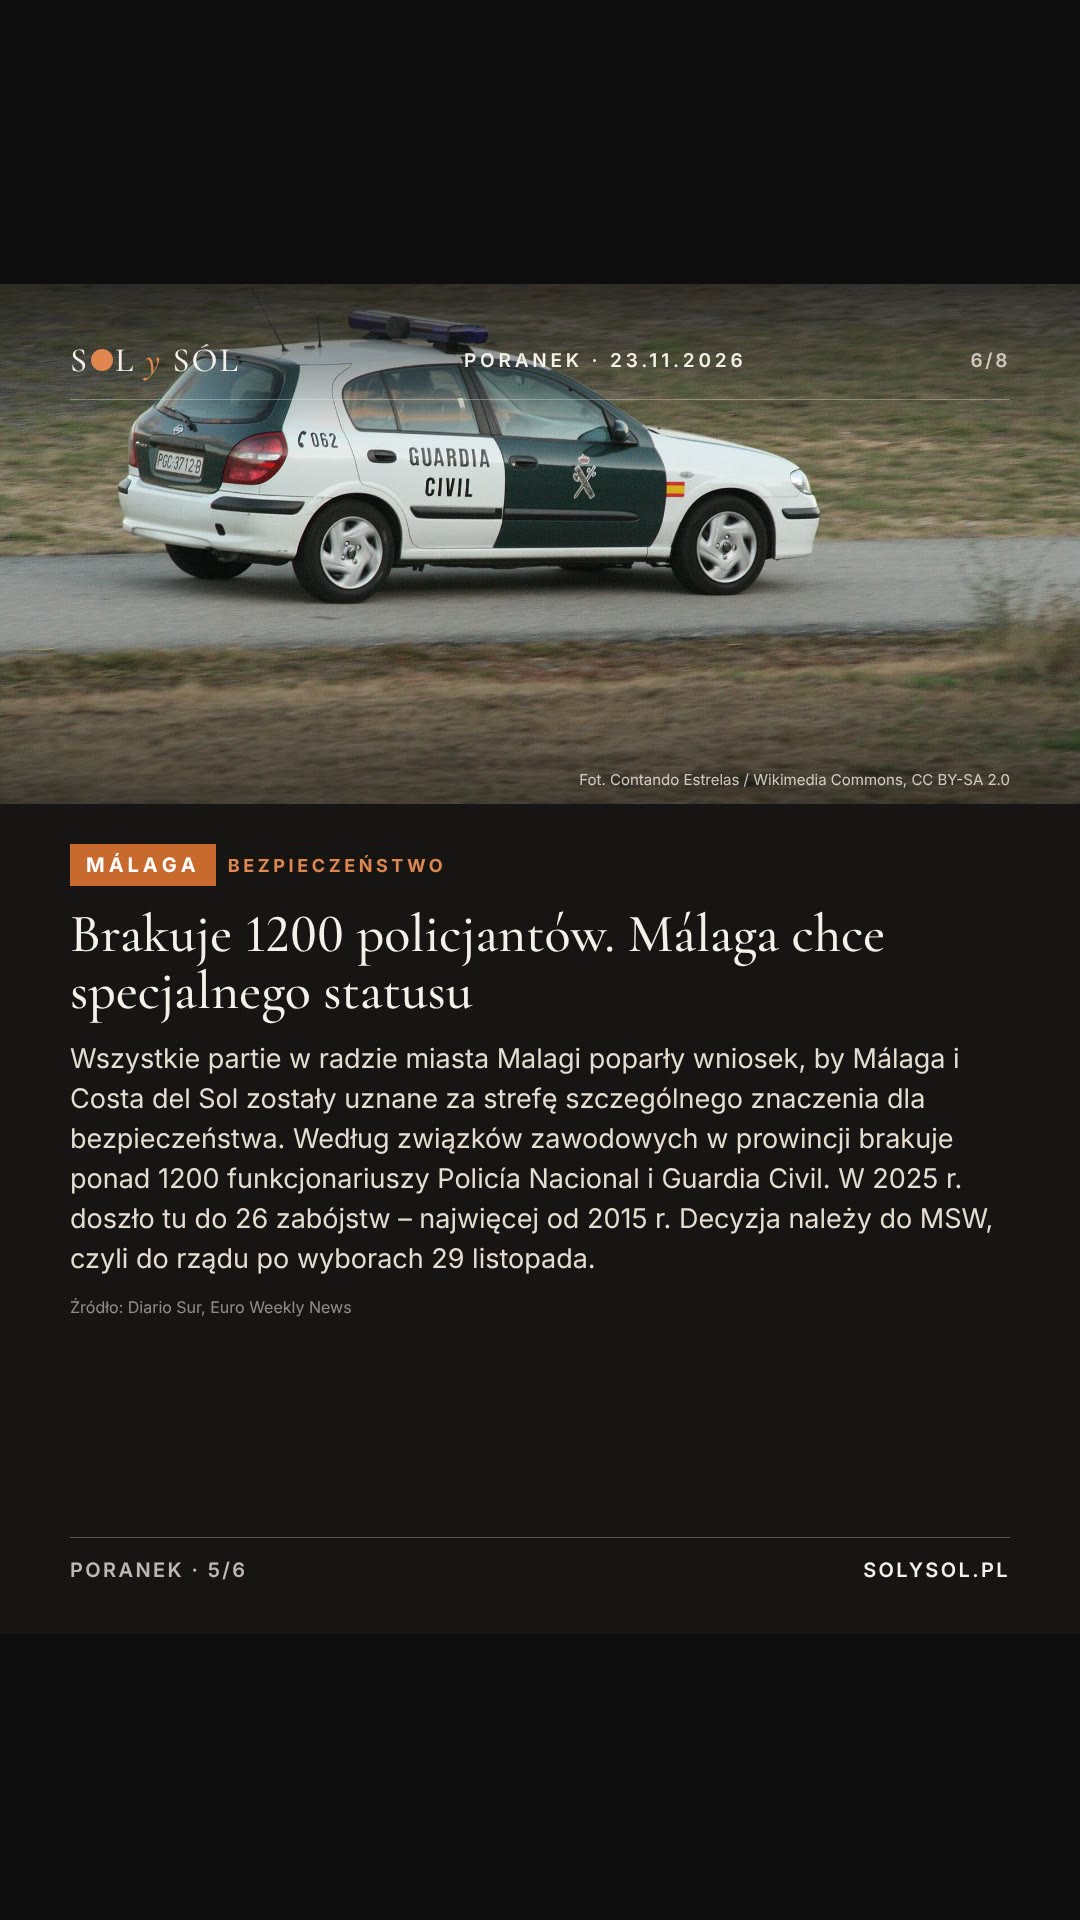 SOL y SÓL
PORANEK · 23.11.2026
6/8
062
GUARDIA
CIVIL
PGC-3712-B
Fot. Contando Estrelas / Wikimedia Commons, CC BY-SA 2.0
MÁLAGA BEZPIECZEŃSTWO
Brakuje 1200 policjantów. Málaga chce
specjalnego statusu
Wszystkie partie w radzie miasta Malagi poparły wniosek, by Málaga i
Costa del Sol zostały uznane za strefę szczególnego znaczenia dla
bezpieczeństwa. Według związków zawodowych w prowincji brakuje
ponad 1200 funkcjonariuszy Policía Nacional i Guardia Civil. W 2025 r.
doszło tu do 26 zabójstw – najwięcej od 2015 r. Decyzja należy do MSW,
czyli do rządu po wyborach 29 listopada.
Źródło: Diario Sur, Euro Weekly News
PORANEK · 5/6
SOLYSOL.PL